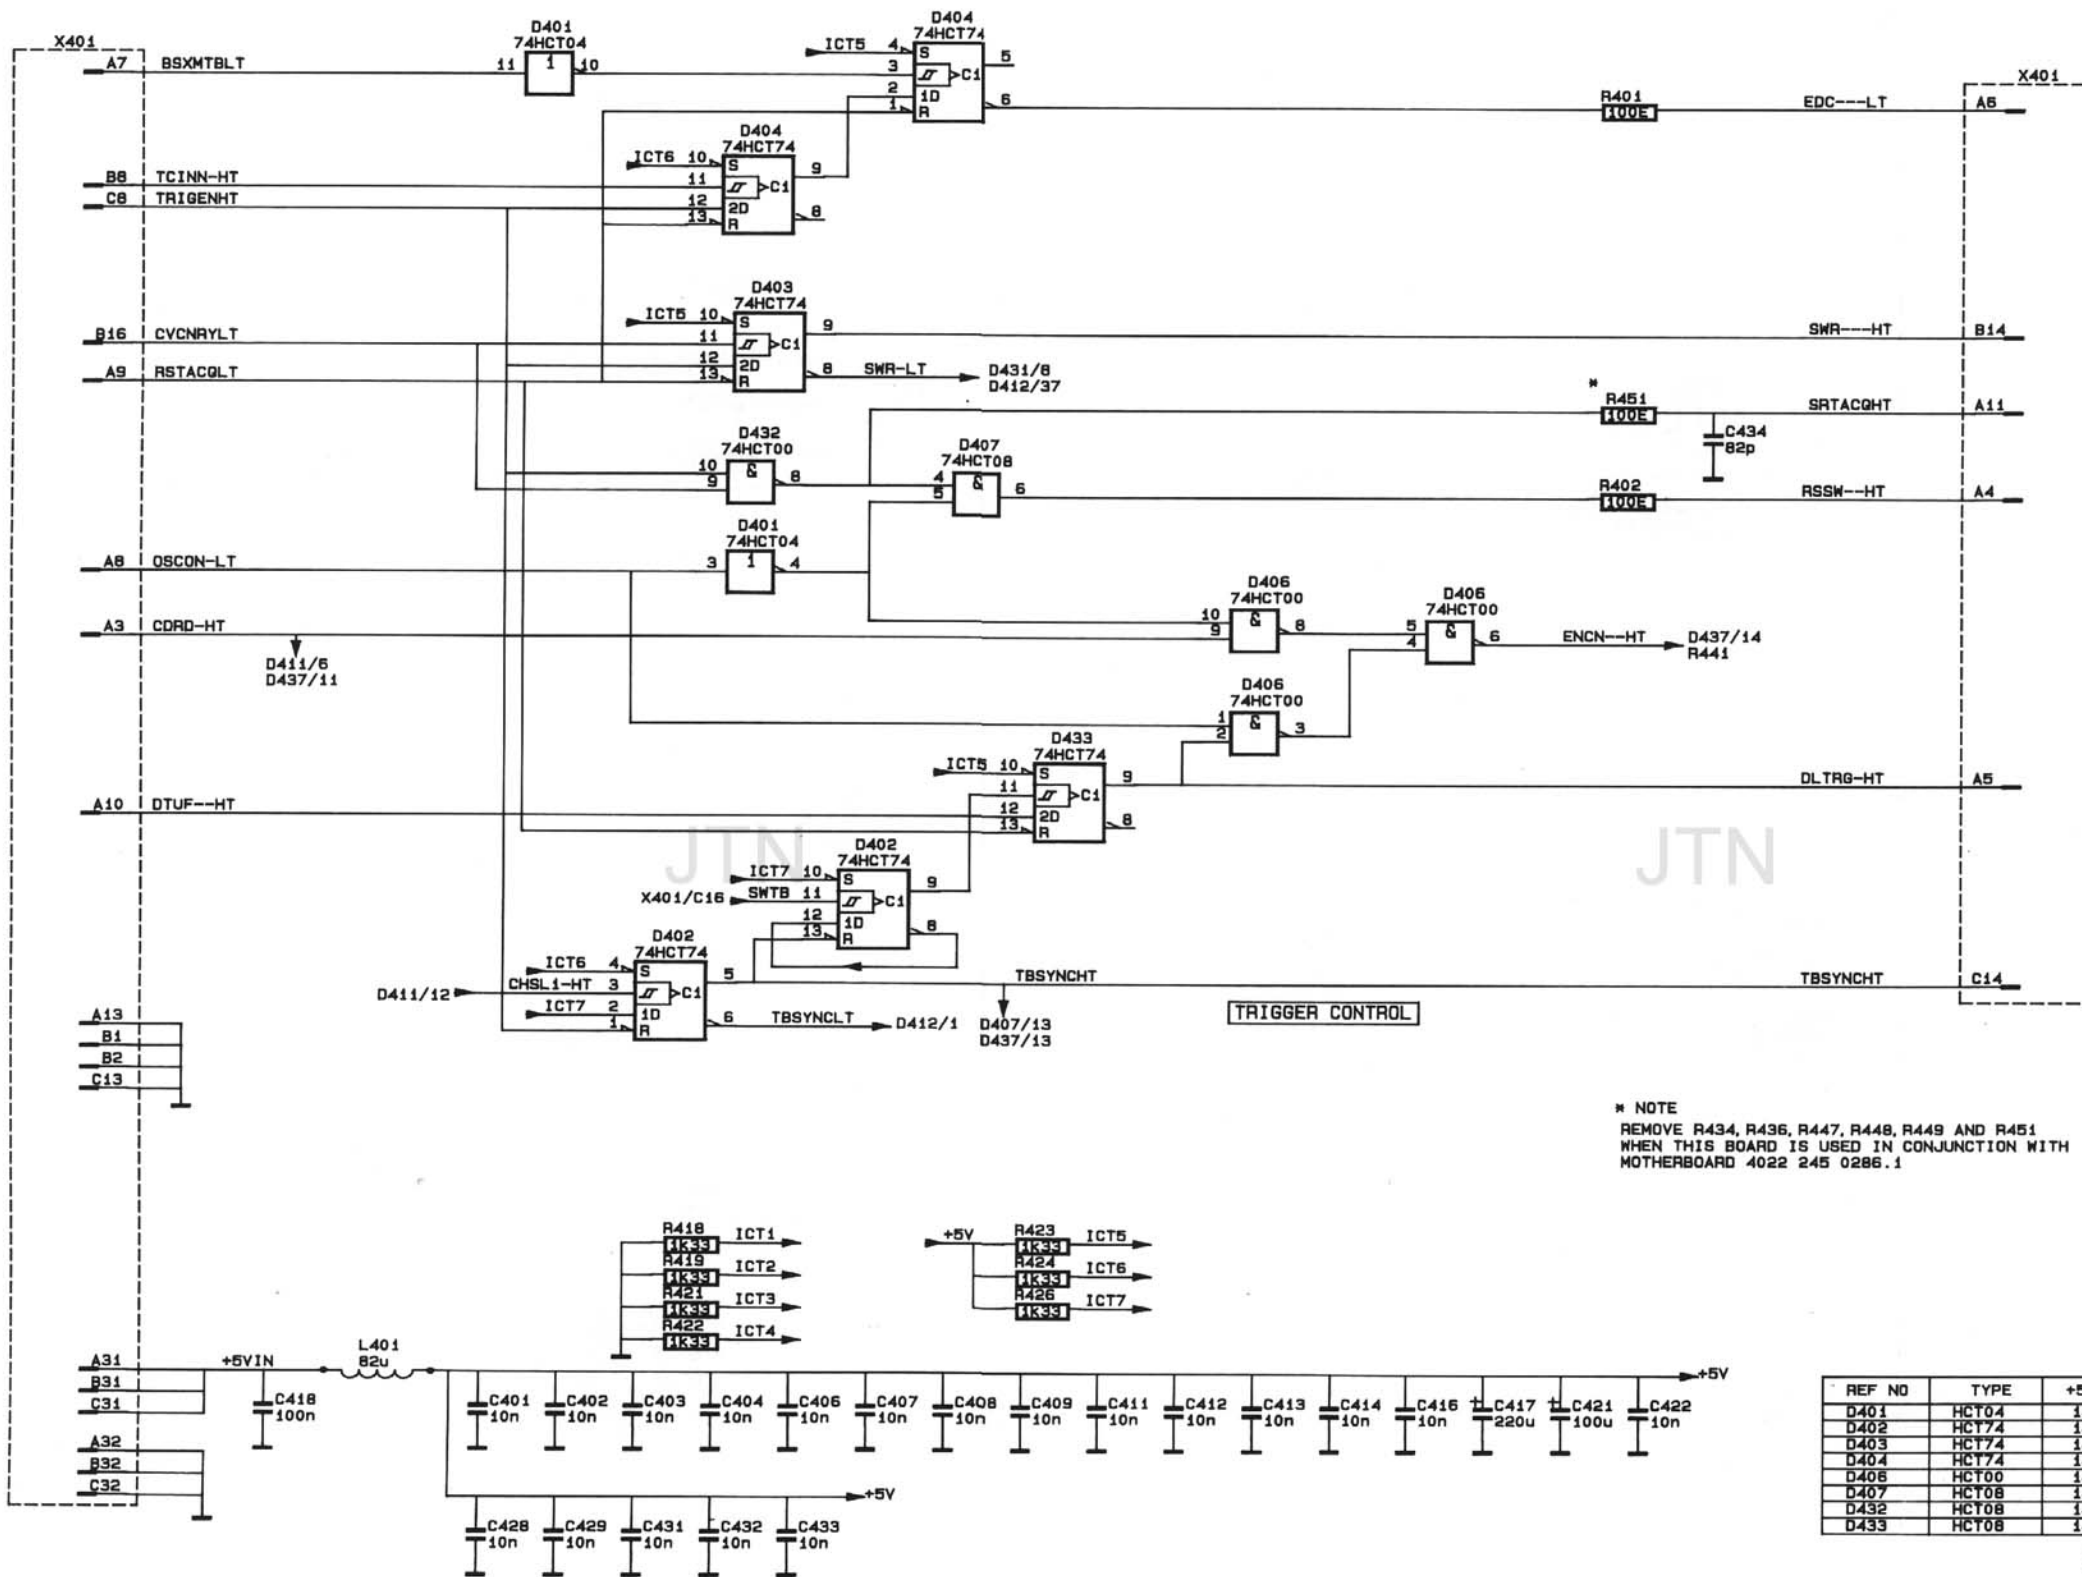 X401
A7 BSXMTBLT
11
D401
74HCT04
1
10
ICT5 4
3
2
1
D404
74HCT74
S
C1
1D
R
5
6
R401
100E
EDC---LT
X401
A6
B8 TCINN-HT
C8 TRIGENHT
ICT6 10
11
12
13
D404
74HCT74
S
C1
2D
R
9
8
B16 CVCNRYLT
A9 RSTACQLT
ICT5 10
11
12
13
D403
74HCT74
S
C1
2D
R
9
8 SWR-LT
D431/8
D412/37
SWR---HT B14
*
R451
100E
SRTACQHT A11
C434
82p
10
9
D432
74HCT00
&
8
4
5
D407
74HCT08
&
6
R402
100E
RSSW--HT A4
A8 OSCON-LT
3
D401
74HCT04
1
4
A3 CDRD-HT
D411/6
D437/11
10
9
D406
74HCT00
&
8
5
4
D406
74HCT00
&
6
ENCN--HT
D437/14
R441
1
2
D406
74HCT00
&
3
A10 DTUF--HT
ICT5 10
11
12
13
D433
74HCT74
S
C1
2D
R
9
8
DLTRG-HT A5
JTN
JTN
ICT7 10
X401/C16 SWTB 11
12
13
D402
74HCT74
S
C1
1D
R
9
8
ICT6 4
D411/12 CHSL1-HT 3
ICT7 2
1
D402
74HCT74
S
C1
1D
R
5
6 TBSYNCLT D412/1
TBSYNCHT
D407/13
D437/13
TBSYNCHT C14
TRIGGER CONTROL
A13
B1
B2
C13
* NOTE
REMOVE R434, R436, R447, R448, R449 AND R451
WHEN THIS BOARD IS USED IN CONJUNCTION WITH
MOTHERBOARD 4022 245 0286.1
R418
1k33 ICT1
R419
1k33 ICT2
R421
1k33 ICT3
R422
1k33 ICT4
+5V
R423
1k33 ICT5
R424
1k33 ICT6
R426
1k33 ICT7
A31
B31
C31
A32
B32
C32
+5VIN
C418
100n
L401
82u
+5V
C401
10n
C402
10n
C403
10n
C404
10n
C406
10n
C407
10n
C408
10n
C409
10n
C411
10n
C412
10n
C413
10n
C414
10n
C416
10n
+ C417
220u
+ C421
100u
C422
10n
+5V
C428
10n
C429
10n
C431
10n
C432
10n
C433
10n
REF NO TYPE +5
D401 HCT04 1
D402 HCT74 1
D403 HCT74 1
D404 HCT74 1
D406 HCT00 1
D407 HCT08 1
D432 HCT08 1
D433 HCT08 1